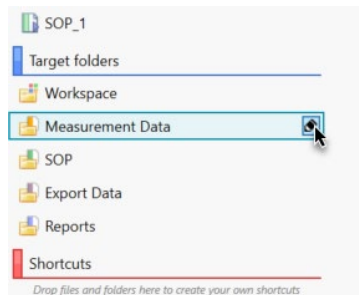 SOP_1
Target folders
Workspace
Measurement Data
SOP
Export Data
Reports
Shortcuts
Drop files and folders here to create your own shortcuts